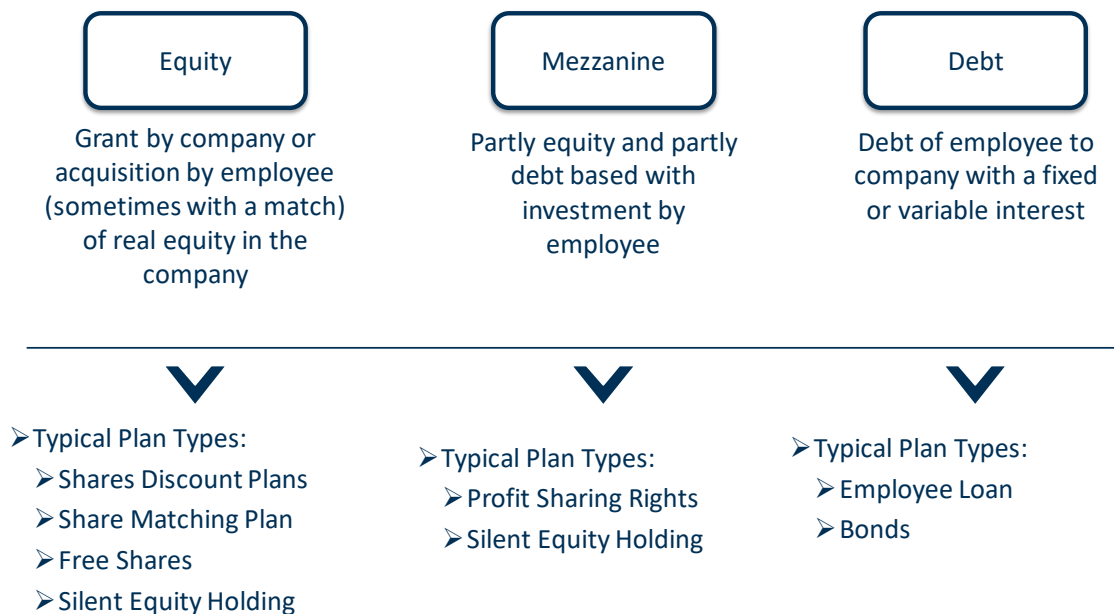 Equity
Grant by company or
acquisition by employee
(sometimes with a match)
of real equity in the
company
Mezzanine
Partly equity and partly
debt based with
investment by
employee
Debt
Debt of employee to
company with a fixed
or variable interest
➢Typical Plan Types:
➢Shares Discount Plans
➢Share Matching Plan
➢Free Shares
➢Silent Equity Holding
➢Typical Plan Types:
➢Profit Sharing Rights
➢Silent Equity Holding
➢Typical Plan Types:
➢Employee Loan
➢Bonds